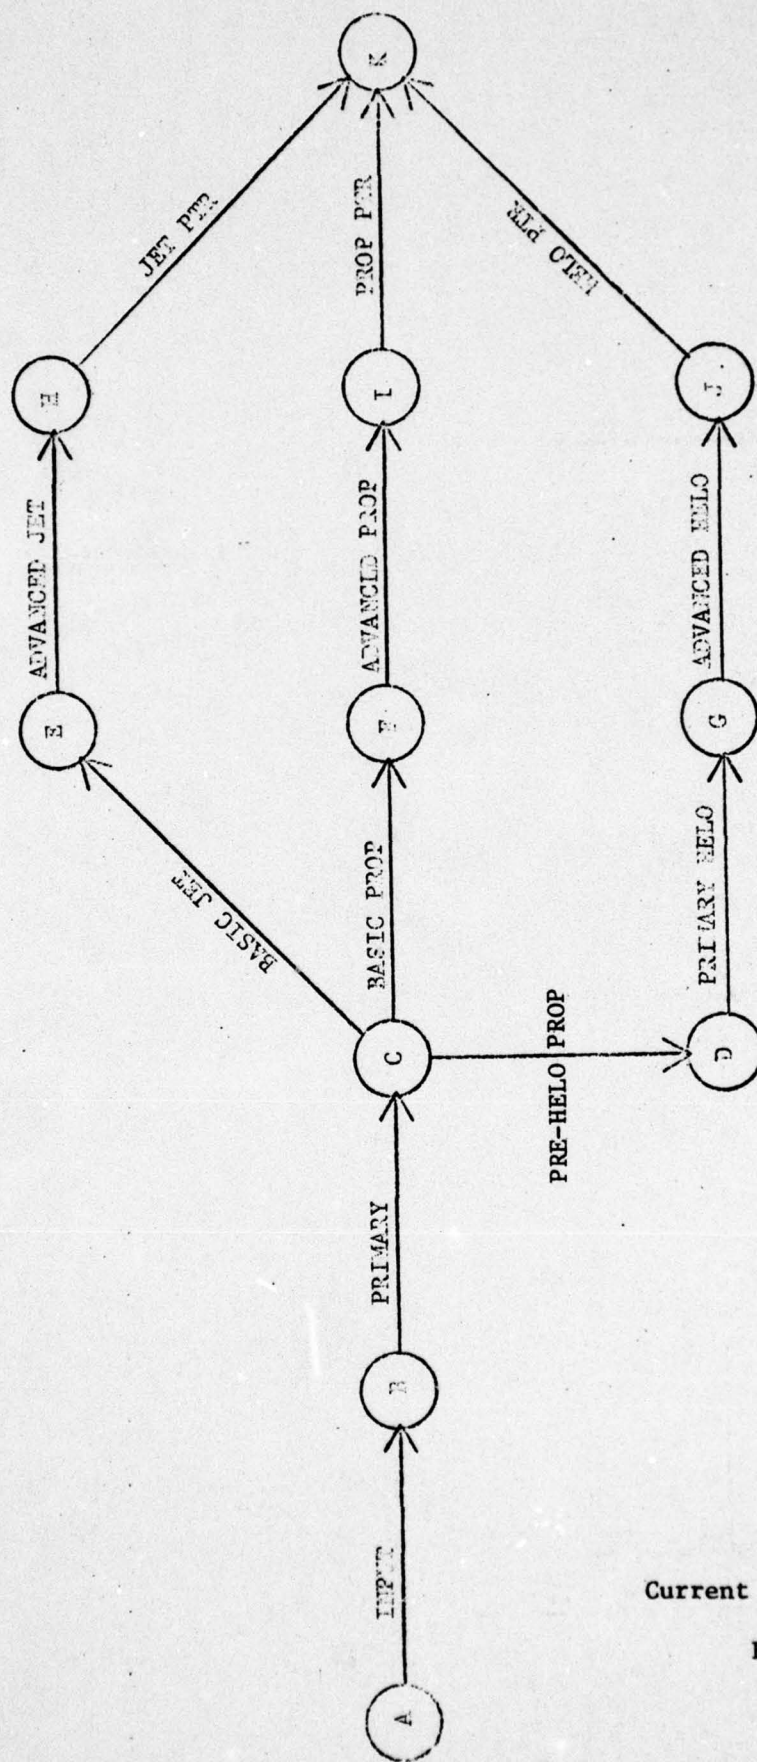 A
INPUT
B
PRIMARY
C
BASIC JET
BASIC PROP
PRE-HELO PROP
E
F
D
ADVANCED JET
ADVANCED PROP
PRIMARY HELO
G
H
I
ADVANCED HELO
J
JET PTR
PROP PTR
HELO PTR
K
Current